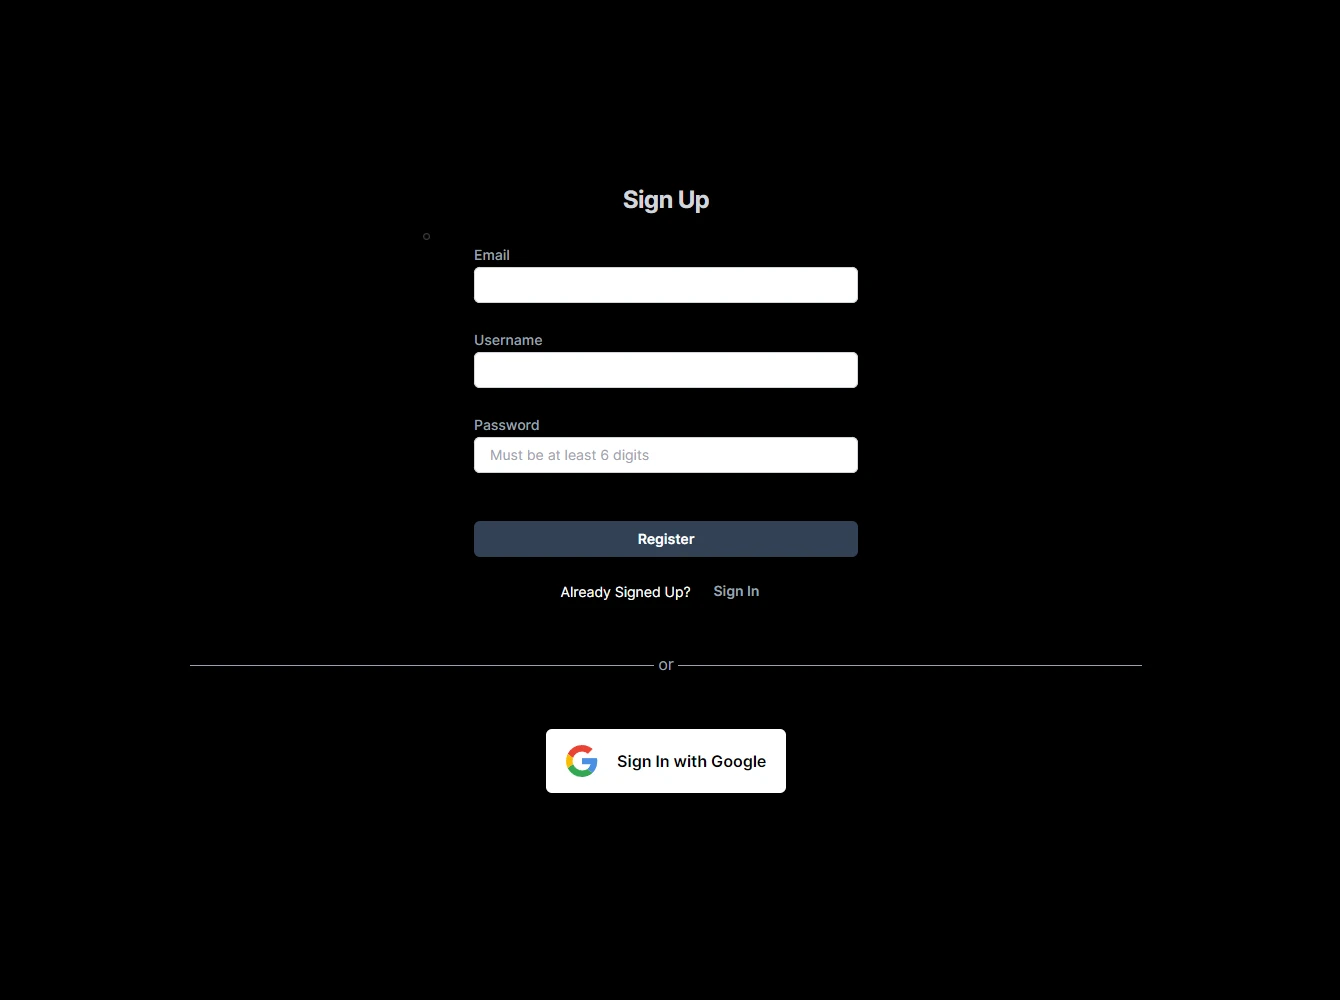 Sign Up
Email
Username
Password
Must be at least 6 digits
Register
Already Signed Up? Sign In
or
Sign In with Google